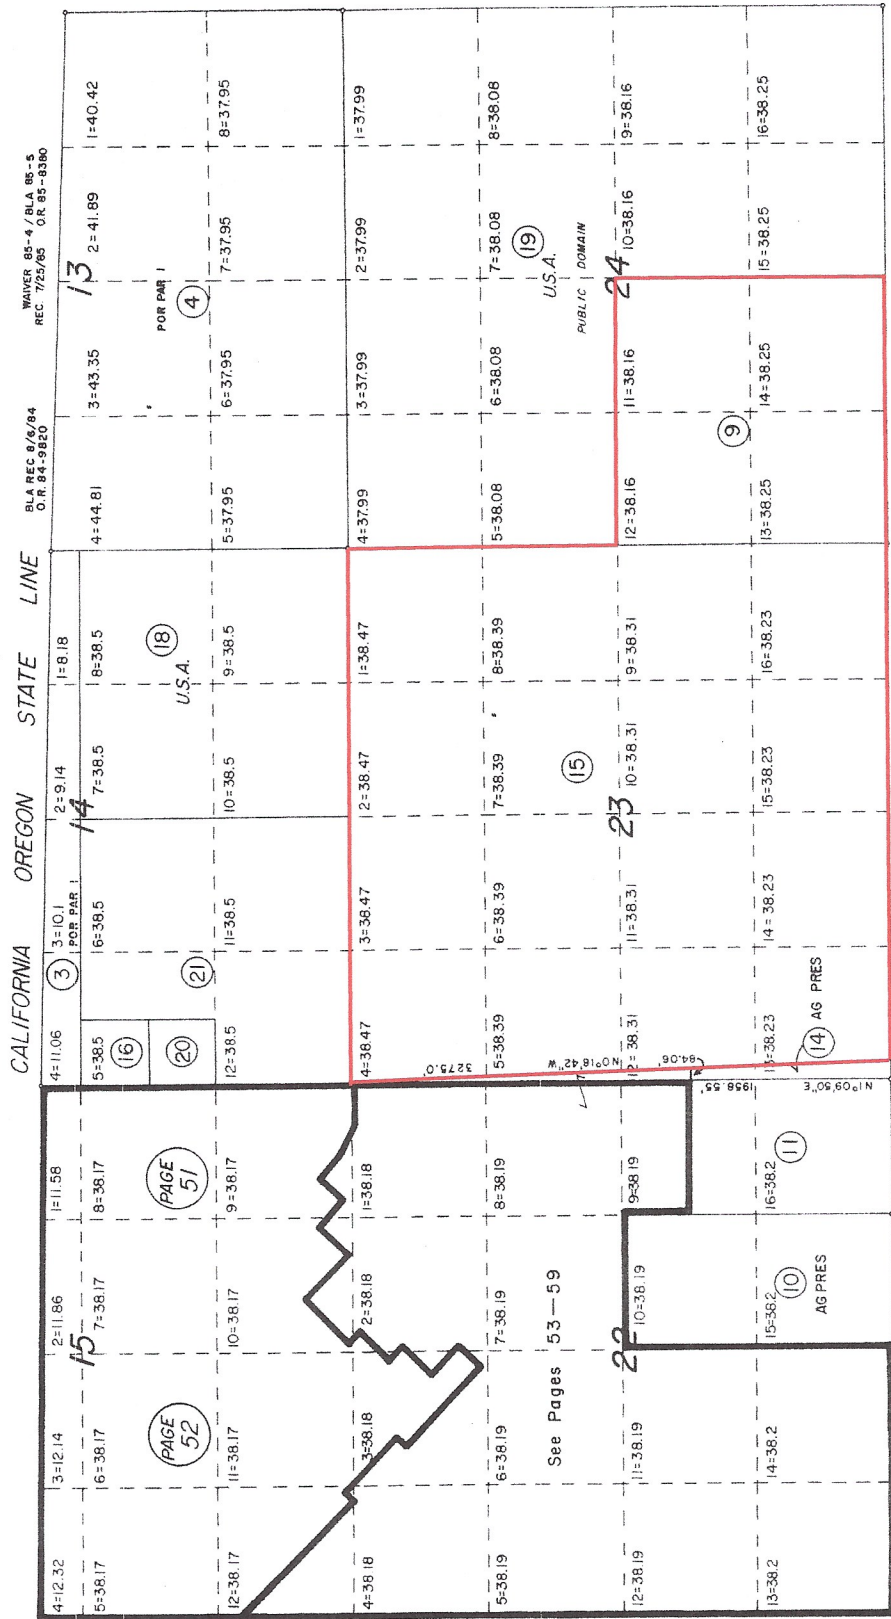 CALIFORNIA OREGON STATE LINE
BLA REC 8/6/84
O.R. 84-9820
WAIVER 85-4 / BLA 85-5
REC. 7/25/85 O.R. 85-8380
4=12.32 3=12.14 2=11.86 1=11.58 4=11.06 3=10.1 2=9.14 1=8.18
3
POR PAR 1
15 14 13
5=38.17 6=38.17 7=38.17 8=38.17 5=38.5 6=38.5 7=38.5 8=38.5 4=44.81 3=43.35 2=41.89 1=40.42
16
POR PAR 1
PAGE
52
PAGE
51
20
21
18
U.S.A.
4
12=38.17 11=38.17 10=38.17 9=38.17 12=38.5 11=38.5 10=38.5 9=38.5 5=37.95 6=37.95 7=37.95 8=37.95
4=38.18 3=38.18 2=38.18 1=38.18 4=38.47 3=38.47 2=38.47 1=38.47 4=37.99 3=37.99 2=37.99 1=37.99
3275.0'
5=38.19 6=38.19 7=38.19 8=38.19 5=38.39 6=38.39 7=38.39 8=38.39 5=38.08 6=38.08 7=38.08 8=38.08
19
U.S.A.
PUBLIC DOMAIN
See Pages 53—59
15
N0°18'42"W
22 23 24
12=38.19 11=38.19 10=38.19 9=38.19 12=38.31 11=38.31 10=38.31 9=38.31 12=38.16 11=38.16 10=38.16 9=38.16
64.06'
1958.55'
9
13=38.2 14=38.2 15=38.2 16=38.2 13=38.23 14=38.23 15=38.23 16=38.23 13=38.25 14=38.25 15=38.25 16=38.25
10
AG PRES
11
14 AG PRES
N1°09'50"E